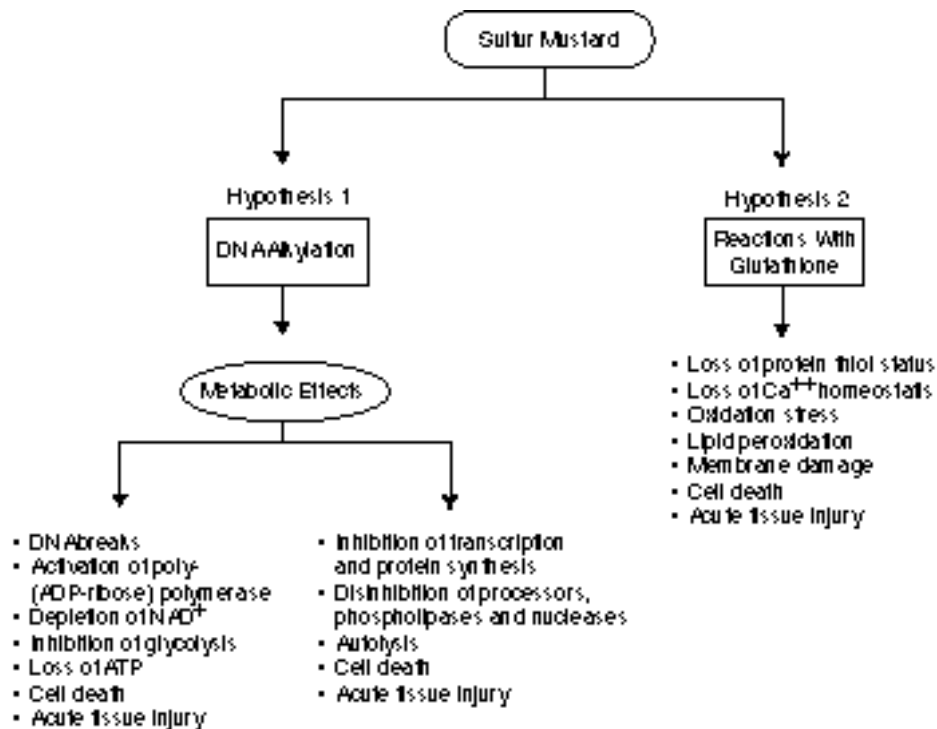 Sulfur Mustard
Hypothesis 1
DNA Alkylation
Metabolic Effects
• DNA breaks
• Activation of poly-
(ADP-ribose) polymerase
• Depletion of NAD+
• Inhibition of glycolysis
• Loss of ATP
• Cell death
• Acute tissue injury
• Inhibition of transcription
and protein synthesis
• Disinhibition of processors,
phospholipases and nucleases
• Autolysis
• Cell death
• Acute tissue injury
Hypothesis 2
Reactions With
Glutathione
• Loss of protein thiol status
• Loss of Ca++ homeostatis
• Oxidation stress
• Lipid peroxidation
• Membrane damage
• Cell death
• Acute tissue injury